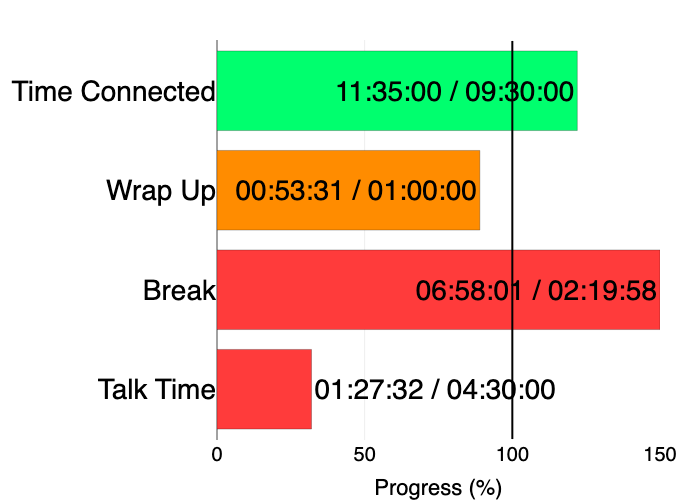 Time Connected 11:35:00 / 09:30:00
Wrap Up 00:53:31 / 01:00:00
Break 06:58:01 / 02:19:58
Talk Time 01:27:32 / 04:30:00
0 50 100 150
Progress (%)